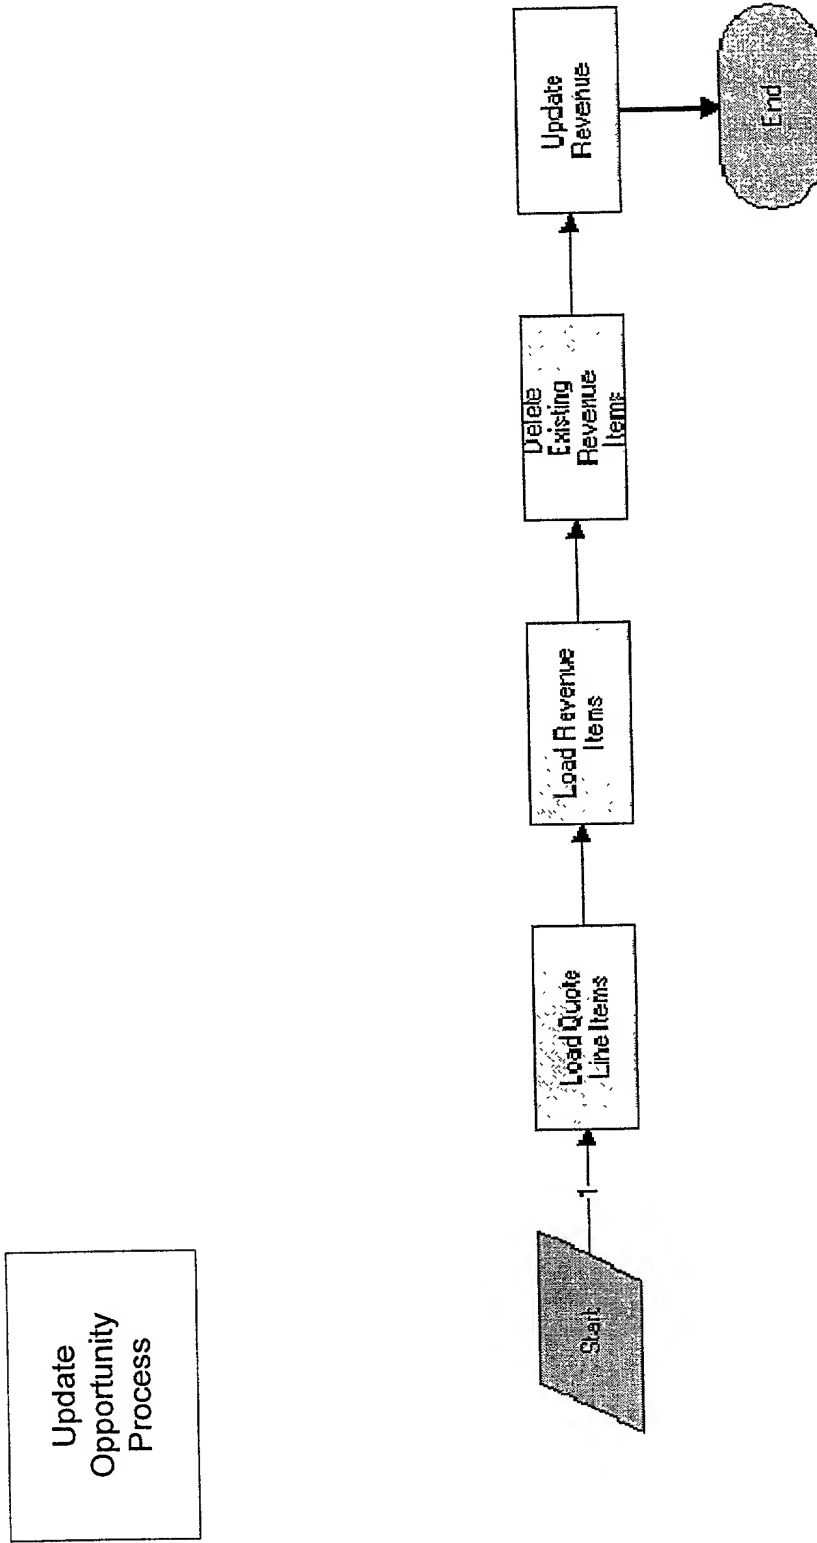 Update
Opportunity
Process
Start
1
Load Quote
Line Items
Load Revenue
Items
Delete
Existing
Revenue
Items
Update
Revenue
End